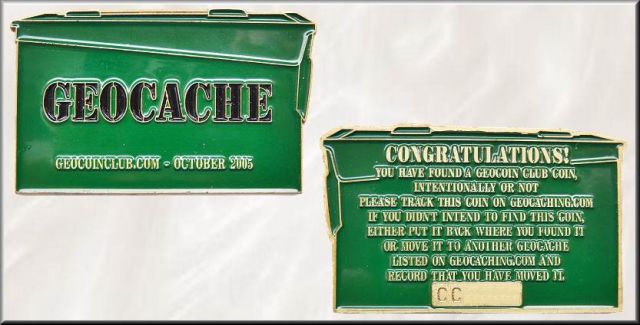 GEOCACHE
GEOCOINCLUB.COM - OCTOBER 2005
CONGRATULATIONS!
YOU HAVE FOUND A GEOCOIN CLUB COIN,
INTENTIONALLY OR NOT
PLEASE TRACK THIS COIN ON GEOCACHING.COM
IF YOU DIDN'T INTEND TO FIND THIS COIN,
EITHER PUT IT BACK WHERE YOU FOUND IT
OR MOVE IT TO ANOTHER GEOCACHE
LISTED ON GEOCACHING.COM AND
RECORD THAT YOU HAVE MOVED IT.
CC